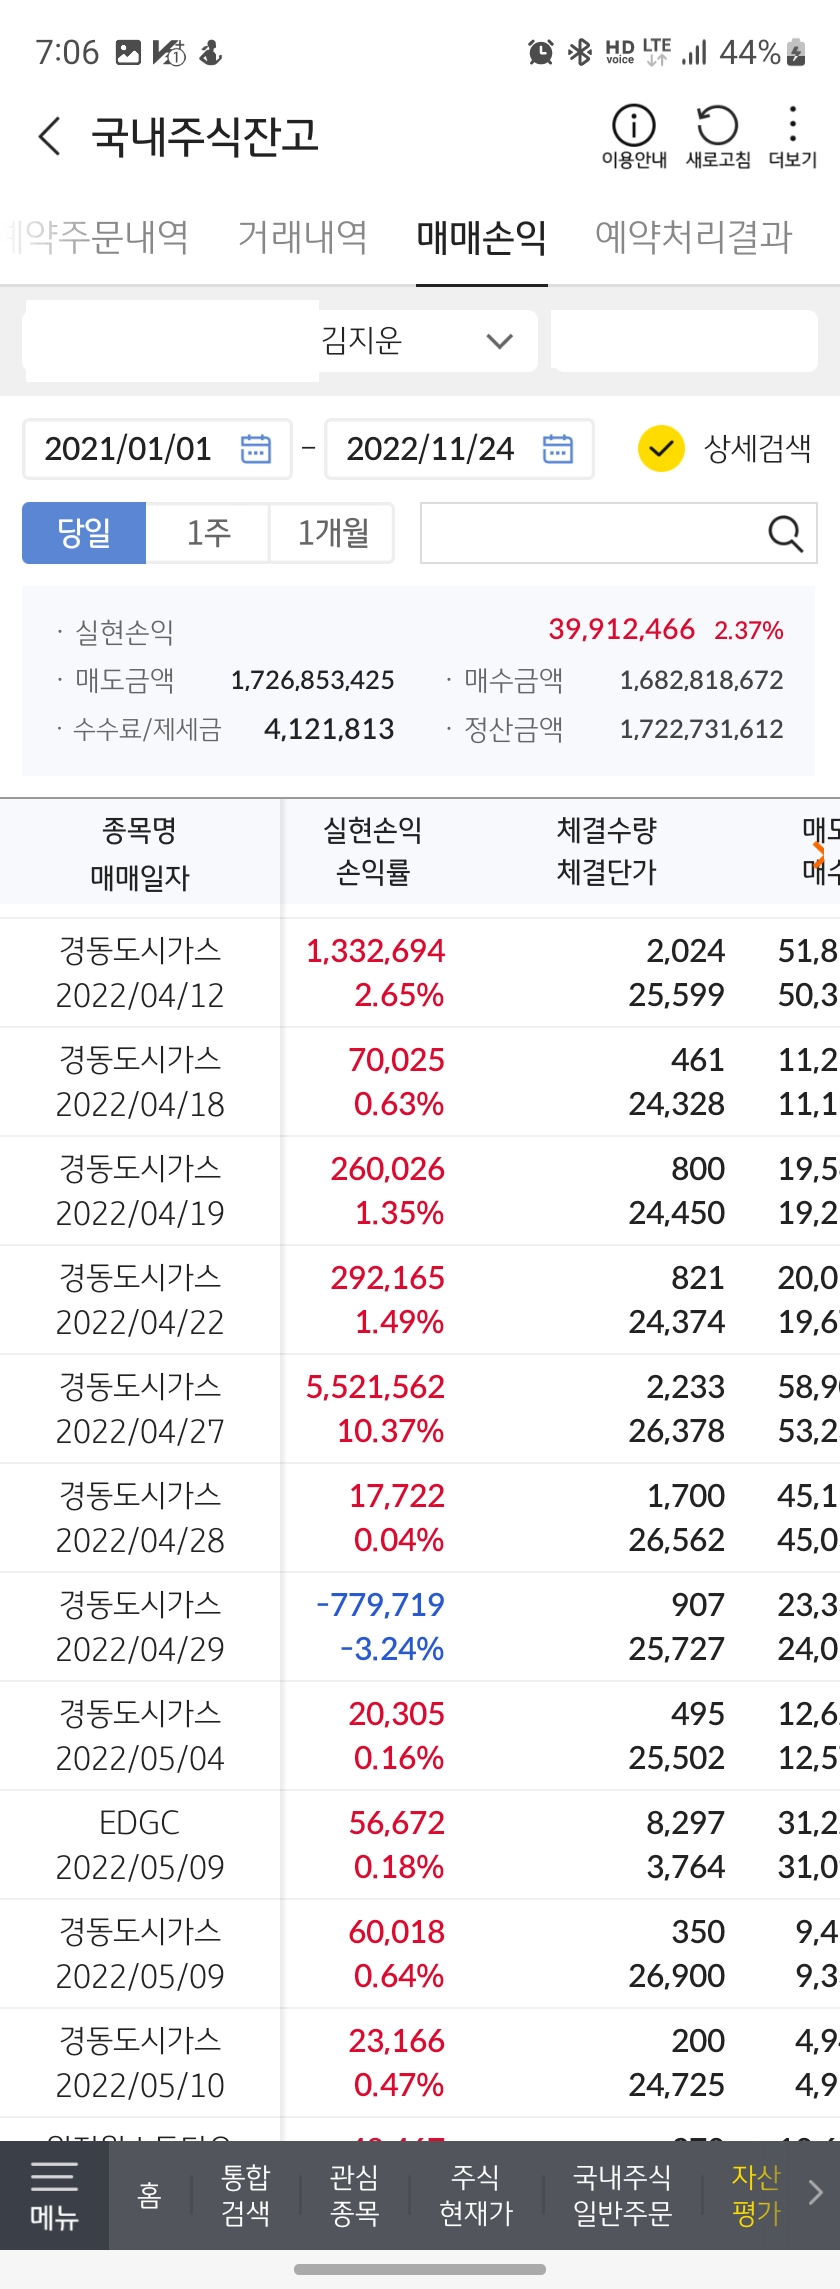 7:06 HD voice LTE 44%
국내주식잔고
이용안내 새로고침 더보기
예약주문내역 거래내역 매매손익 예약처리결과
김지운
2021/01/01 - 2022/11/24 상세검색
당일 1주 1개월
· 실현손익 39,912,466 2.37%
· 매도금액 1,726,853,425 · 매수금액 1,682,818,672
· 수수료/제세금 4,121,813 · 정산금액 1,722,731,612
종목명 실현손익 체결수량 매도
매매일자 손익률 체결단가 매수
경동도시가스 1,332,694 2,024 51,8
2022/04/12 2.65% 25,599 50,3
경동도시가스 70,025 461 11,2
2022/04/18 0.63% 24,328 11,1
경동도시가스 260,026 800 19,5
2022/04/19 1.35% 24,450 19,2
경동도시가스 292,165 821 20,0
2022/04/22 1.49% 24,374 19,6
경동도시가스 5,521,562 2,233 58,9
2022/04/27 10.37% 26,378 53,2
경동도시가스 17,722 1,700 45,1
2022/04/28 0.04% 26,562 45,0
경동도시가스 -779,719 907 23,3
2022/04/29 -3.24% 25,727 24,0
경동도시가스 20,305 495 12,6
2022/05/04 0.16% 25,502 12,5
EDGC 56,672 8,297 31,2
2022/05/09 0.18% 3,764 31,0
경동도시가스 60,018 350 9,4
2022/05/09 0.64% 26,900 9,3
경동도시가스 23,166 200 4,9
2022/05/10 0.47% 24,725 4,9
메뉴 홈 통합 관심 주식 국내주식 자산
검색 종목 현재가 일반주문 평가